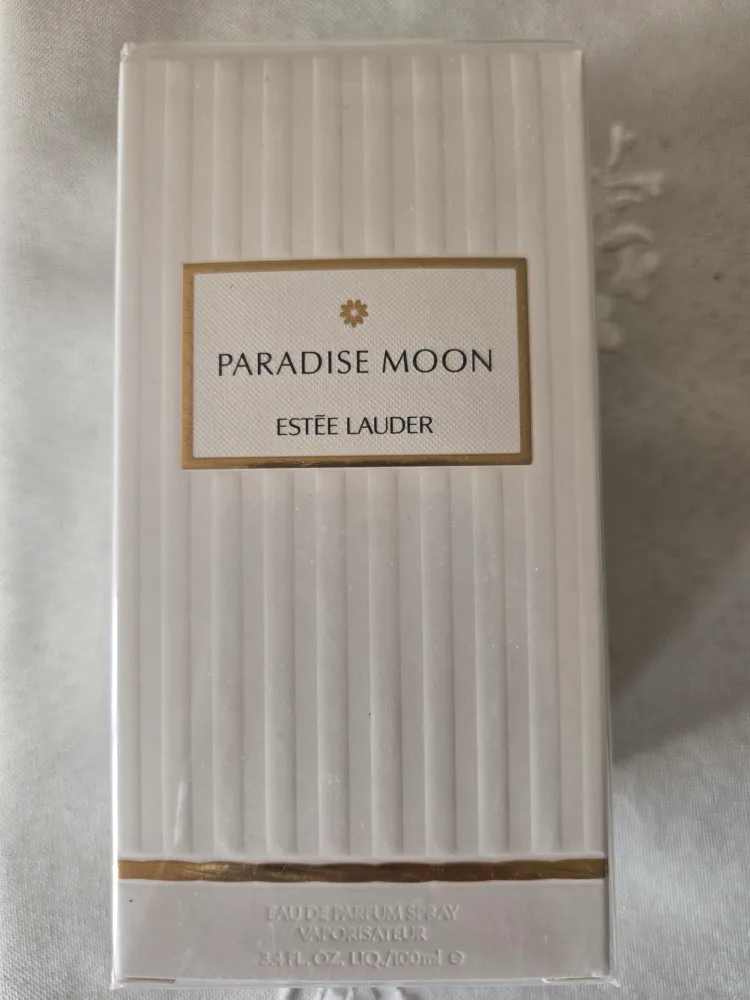 PARADISE MOON
ESTĒE LAUDER
EAU DE PARFUM SPRAY
VAPORISATEUR
3.4 FL. OZ. LIQ./100ml ℮